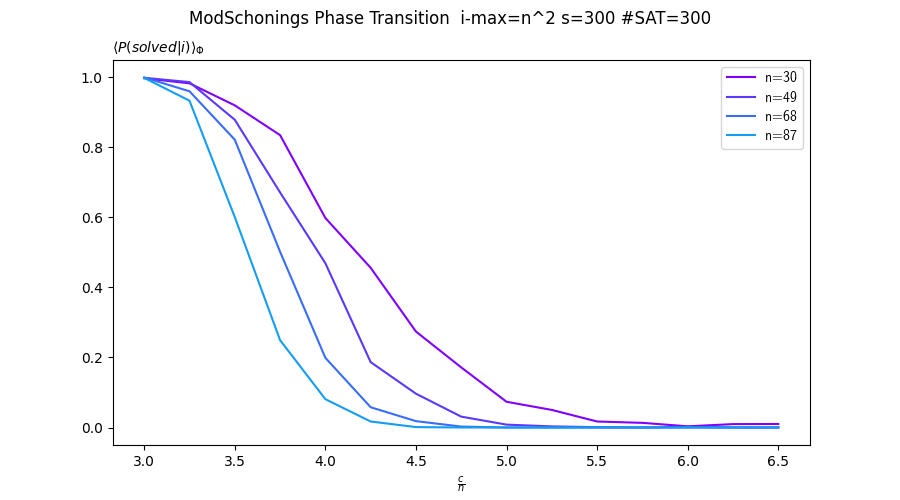 ModSchonings Phase Transition  i-max=n^2 s=300 #SAT=300
⟨P(solved|i)⟩Φ
n=30
n=49
n=68
n=87
1.0
0.8
0.6
0.4
0.2
0.0
3.0 3.5 4.0 4.5 5.0 5.5 6.0 6.5
c
n